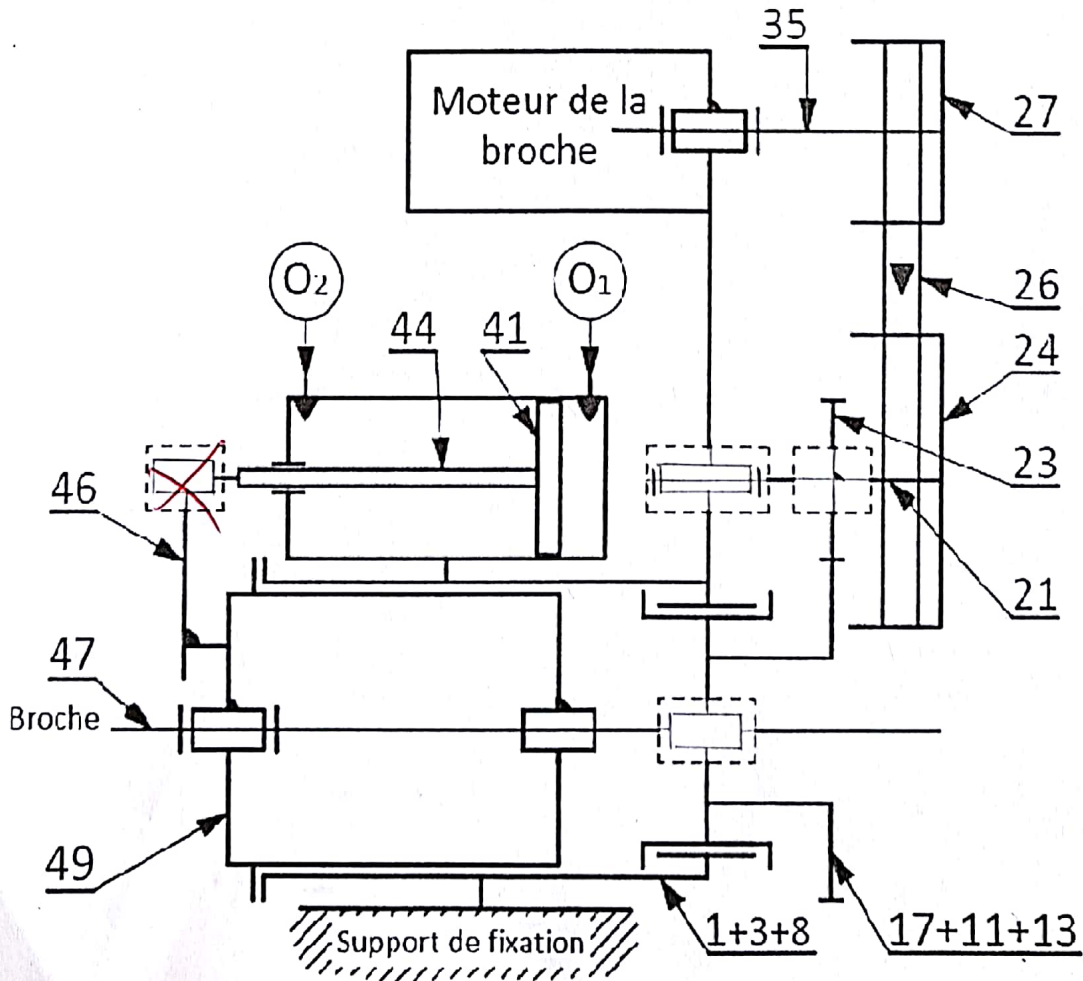 35
Moteur de la
broche
27
O2
O1
26
44
41
24
23
46
21
47
Broche
49
1+3+8
17+11+13
Support de fixation